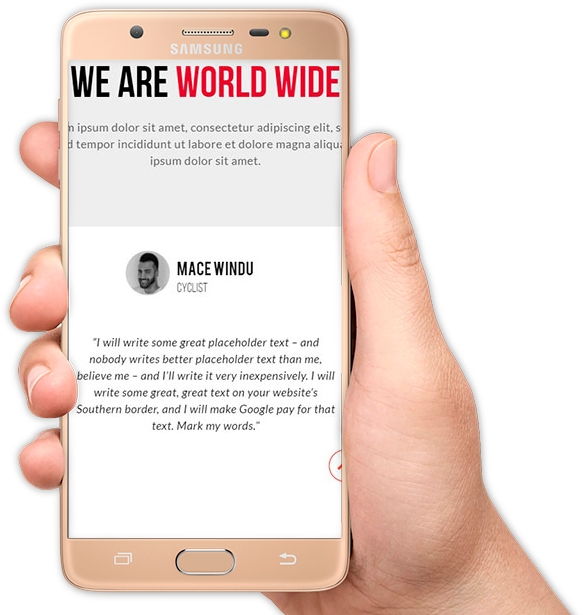 SAMSUNG
WE ARE WORLD WIDE
ipsum dolor sit amet, consectetur adipiscing elit, s
d tempor incididunt ut labore et dolore magna aliqua
ipsum dolor sit amet.
MACE WINDU
CYCLIST
"I will write some great placeholder text – and
nobody writes better placeholder text than me,
believe me – and I'll write it very inexpensively. I will
write some great, great text on your website's
Southern border, and I will make Google pay for that
text. Mark my words."